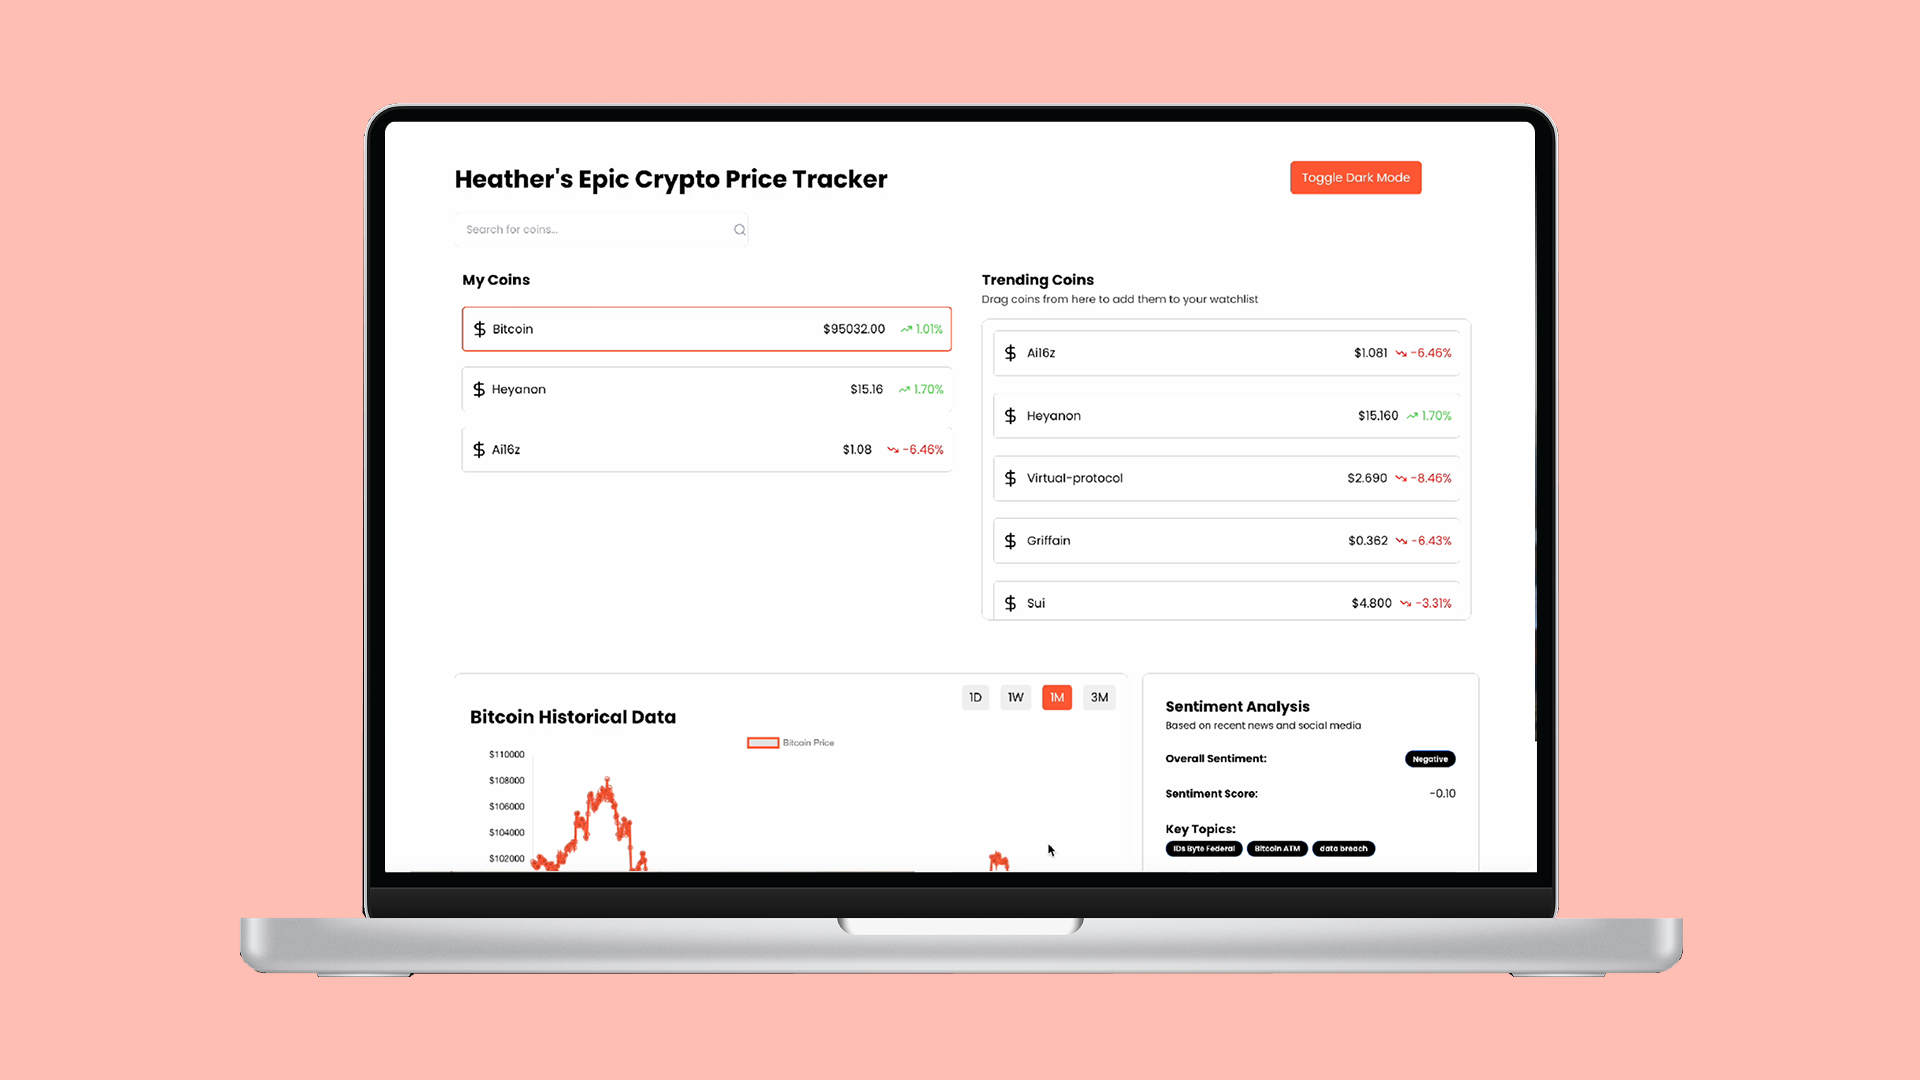 Heather's Epic Crypto Price Tracker
Toggle Dark Mode
Search for coins...
My Coins
Bitcoin $95032.00 1.01%
Heyanon $15.16 1.70%
Ai16z $1.08 -6.46%
Trending Coins
Drag coins from here to add them to your watchlist
Ai16z $1.081 -6.46%
Heyanon $15.160 1.70%
Virtual-protocol $2.690 -8.46%
Griffain $0.362 -6.43%
Sui $4.800 -3.31%
1D 1W 1M 3M
Bitcoin Historical Data
Bitcoin Price
$110000
$108000
$106000
$104000
$102000
Sentiment Analysis
Based on recent news and social media
Overall Sentiment: Negative
Sentiment Score: -0.10
Key Topics:
IDs Byte Federal Bitcoin ATM data breach